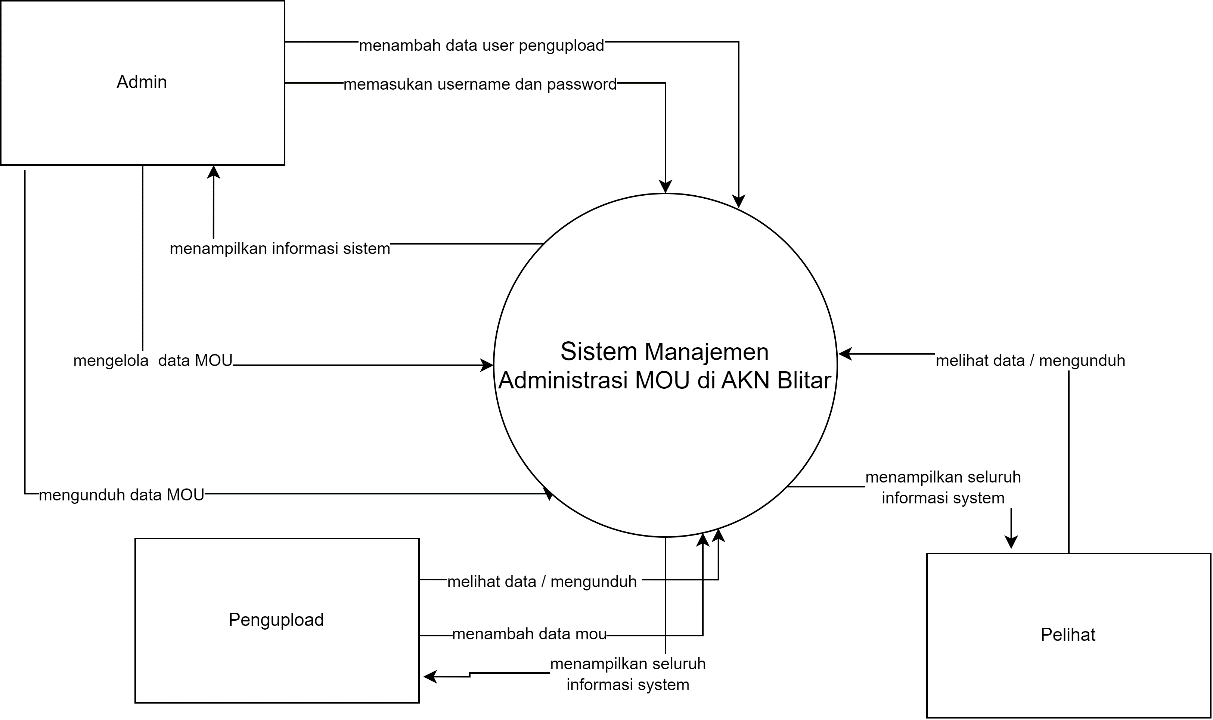 menambah data user pengupload
Admin
memasukan username dan password
menampilkan informasi sistem
Sistem Manajemen
Administrasi MOU di AKN Blitar
mengelola data MOU
melihat data / mengunduh
menampilkan seluruh
informasi system
mengunduh data MOU
melihat data / mengunduh
Pengupload
menambah data mou
Pelihat
menampilkan seluruh
informasi system